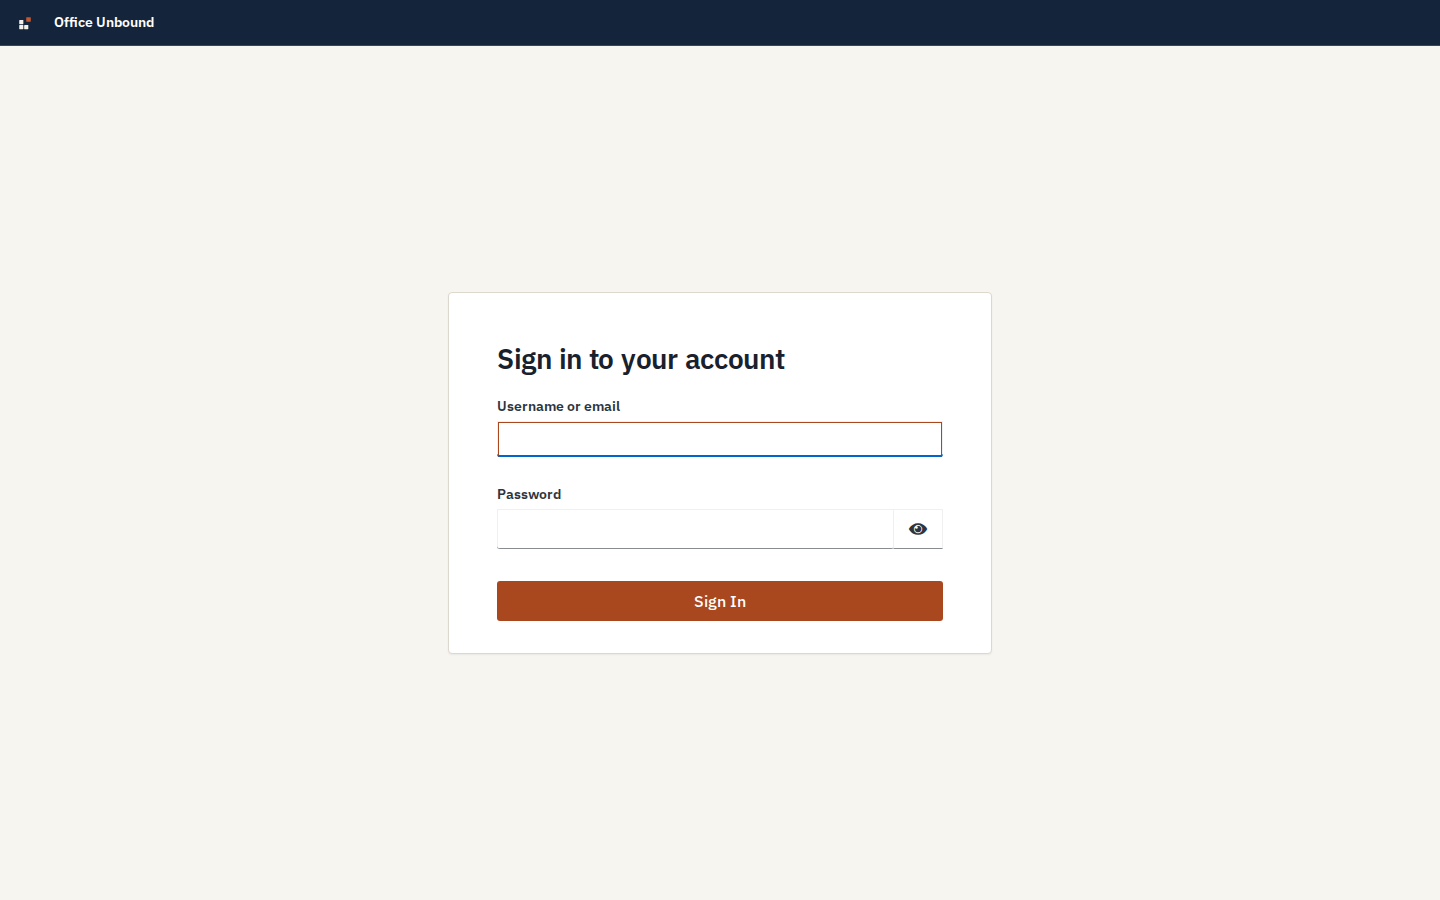 Office Unbound
Sign in to your account
Username or email
Password
Sign In